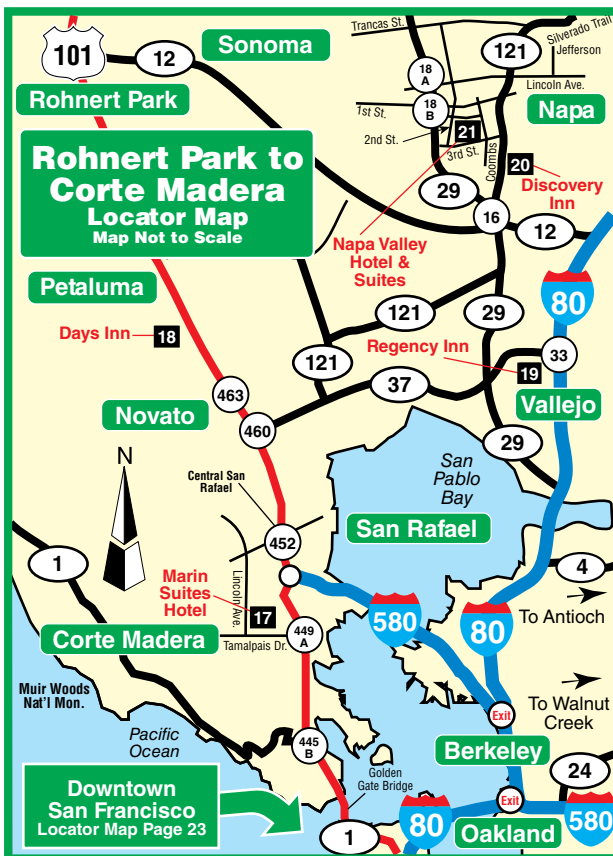 101
12
Sonoma
Trancas St.
Silverado Trail
121
Jefferson
18
A
Lincoln Ave.
Rohnert Park
1st St.
18
B
Napa
2nd St.
21
3rd St.
Coombs
20
Discovery
Inn
Rohnert Park to
Corte Madera
Locator Map
Map Not to Scale
29
16
12
Napa Valley
Hotel &
Suites
Petaluma
80
121
29
Days Inn
18
Regency Inn
33
121
19
37
463
Vallejo
Novato
460
29
N
San
Pablo
Bay
Central San
Rafael
San Rafael
452
1
4
Marin
Suites
Hotel
Lincoln Ave.
17
580
To Antioch
80
Corte Madera
449
A
Tamalpais Dr.
Muir Woods
Nat'l Mon.
To Walnut
Creek
Exit
Pacific
Ocean
445
B
Berkeley
Golden
Gate Bridge
24
Downtown
San Francisco
Locator Map Page 23
Exit
1
80
Oakland
580